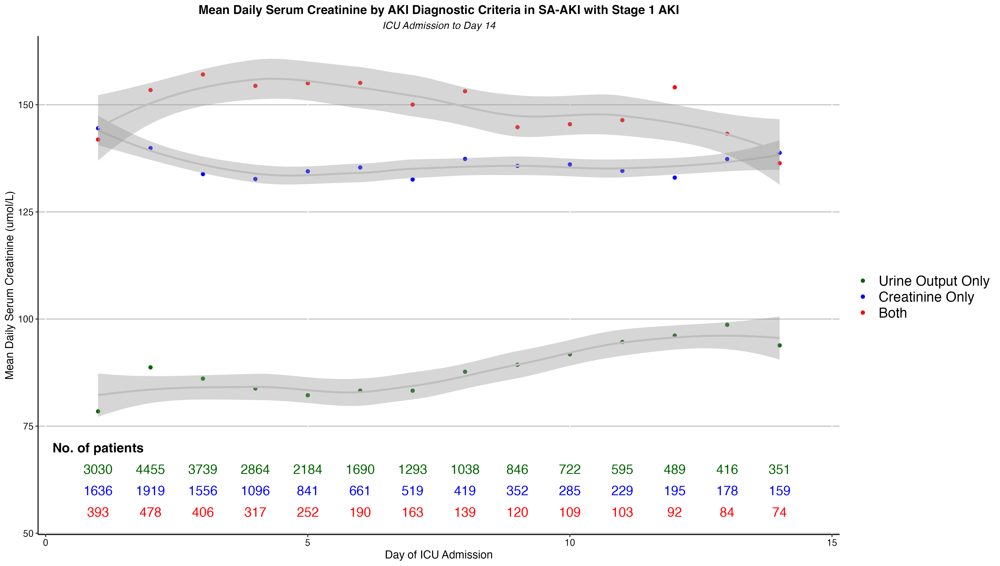 Mean Daily Serum Creatinine by AKI Diagnostic Criteria in SA-AKI with Stage 1 AKI
ICU Admission to Day 14
Mean Daily Serum Creatinine (umol/L)
150
125
100
75
50
Urine Output Only
Creatinine Only
Both
No. of patients
3030 4455 3739 2864 2184 1690 1293 1038 846 722 595 489 416 351
1636 1919 1556 1096 841 661 519 419 352 285 229 195 178 159
393 478 406 317 252 190 163 139 120 109 103 92 84 74
0 5 10 15
Day of ICU Admission